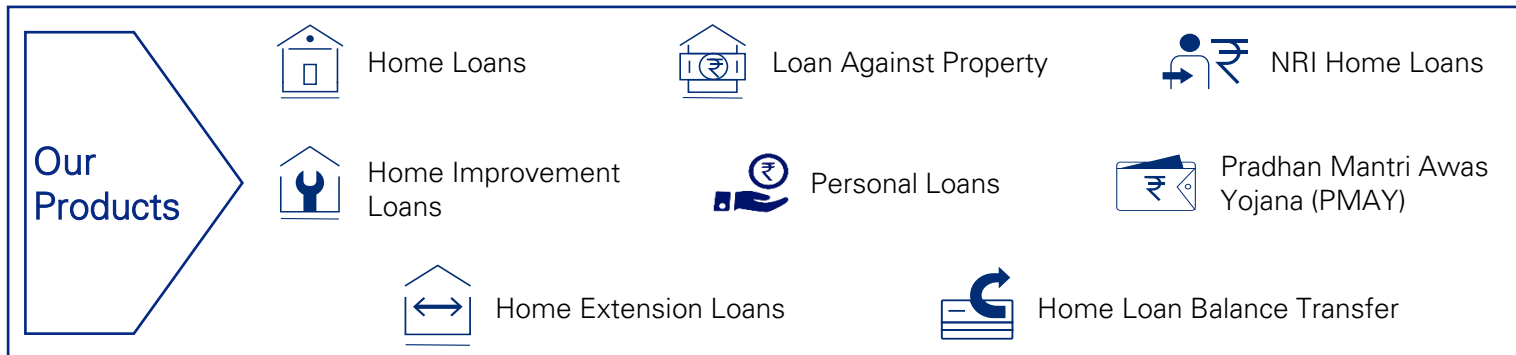 Our
Products
Home Loans
Loan Against Property
NRI Home Loans
Home Improvement
Loans
Personal Loans
Pradhan Mantri Awas
Yojana (PMAY)
Home Extension Loans
Home Loan Balance Transfer